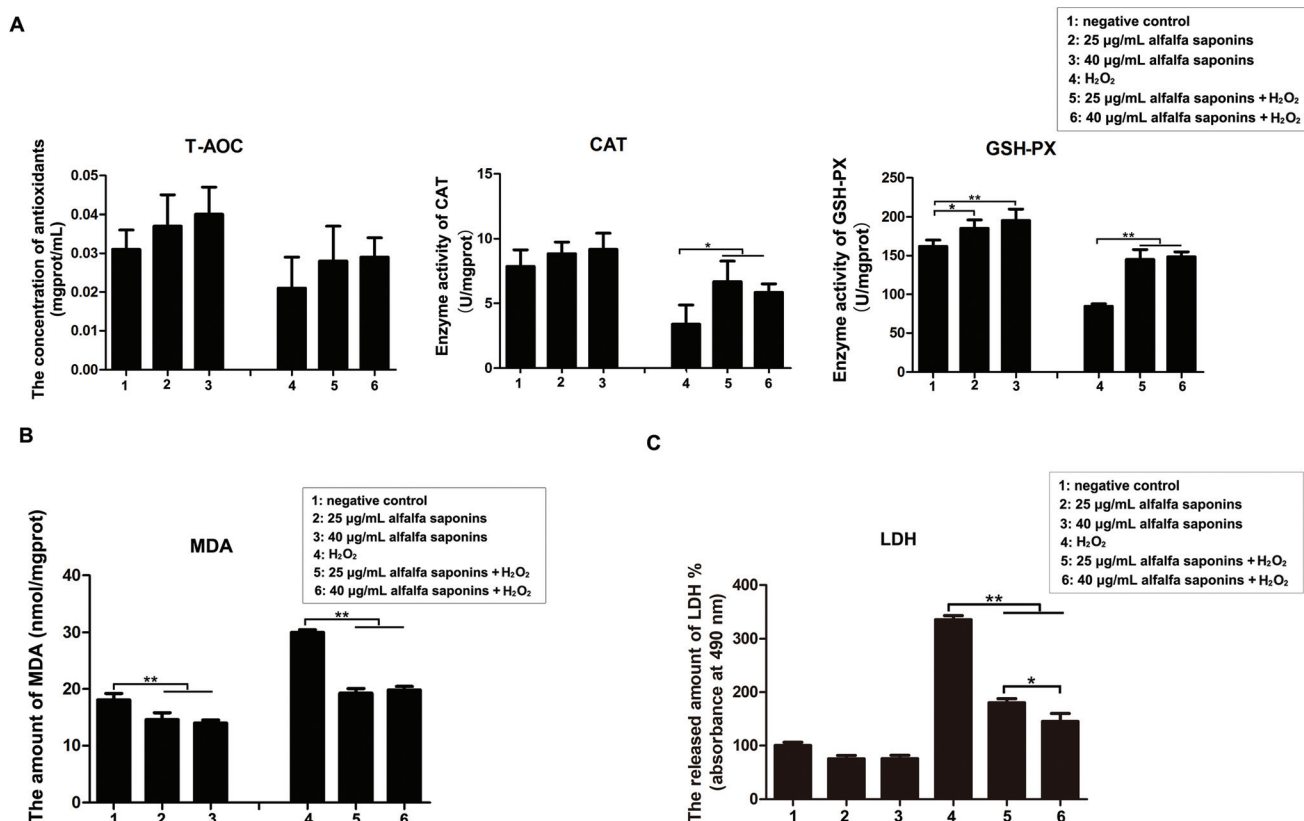 A
1: negative control
2: 25 μg/mL alfalfa saponins
3: 40 μg/mL alfalfa saponins
4: H₂O₂
5: 25 μg/mL alfalfa saponins + H₂O₂
6: 40 μg/mL alfalfa saponins + H₂O₂
T-AOC
The concentration of antioxidants
(mgprot/mL)
0.05
0.04
0.03
0.02
0.01
0.00
1 2 3 4 5 6
CAT
Enzyme activity of CAT
(U/mgprot)
15
10
5
0
*
1 2 3 4 5 6
GSH-PX
Enzyme activity of GSH-PX
(U/mgprot)
250
200
150
100
50
0
**
*
**
1 2 3 4 5 6
B
1: negative control
2: 25 μg/mL alfalfa saponins
3: 40 μg/mL alfalfa saponins
4: H₂O₂
5: 25 μg/mL alfalfa saponins + H₂O₂
6: 40 μg/mL alfalfa saponins + H₂O₂
MDA
The amount of MDA (nmol/mgprot)
40
30
20
10
0
**
**
1 2 3 4 5 6
C
1: negative control
2: 25 μg/mL alfalfa saponins
3: 40 μg/mL alfalfa saponins
4: H₂O₂
5: 25 μg/mL alfalfa saponins + H₂O₂
6: 40 μg/mL alfalfa saponins + H₂O₂
LDH
The released amount of LDH %
(absorbance at 490 nm)
400
300
200
100
0
**
*
1 2 3 4 5 6